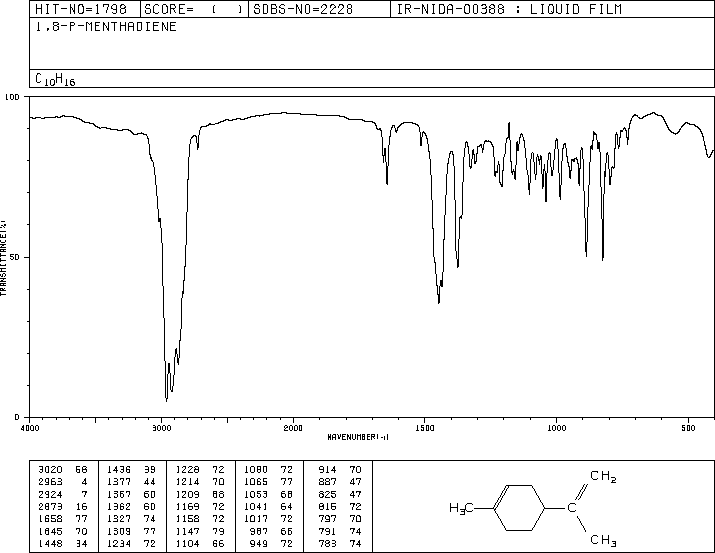 HIT-NO=1798 SCORE= ( ) SDBS-NO=2228 IR-NIDA-00388 : LIQUID FILM
1,8-P-MENTHADIENE
C10H16
100
50
0
TRANSMITTANCE(%)
4000 3000 2000 1500 1000 500
WAVENUMBER(-1)
3020 68 1436 39 1228 72 1080 72 914 70
2963 4 1377 44 1214 70 1065 77 887 47
2924 7 1367 60 1209 68 1053 68 825 47
2873 16 1362 60 1169 72 1041 64 816 72
1658 77 1327 74 1158 72 1017 72 797 70
1645 70 1309 77 1147 79 987 66 791 74
1448 34 1234 72 1104 66 949 72 783 74
CH2
H3C
C
CH3